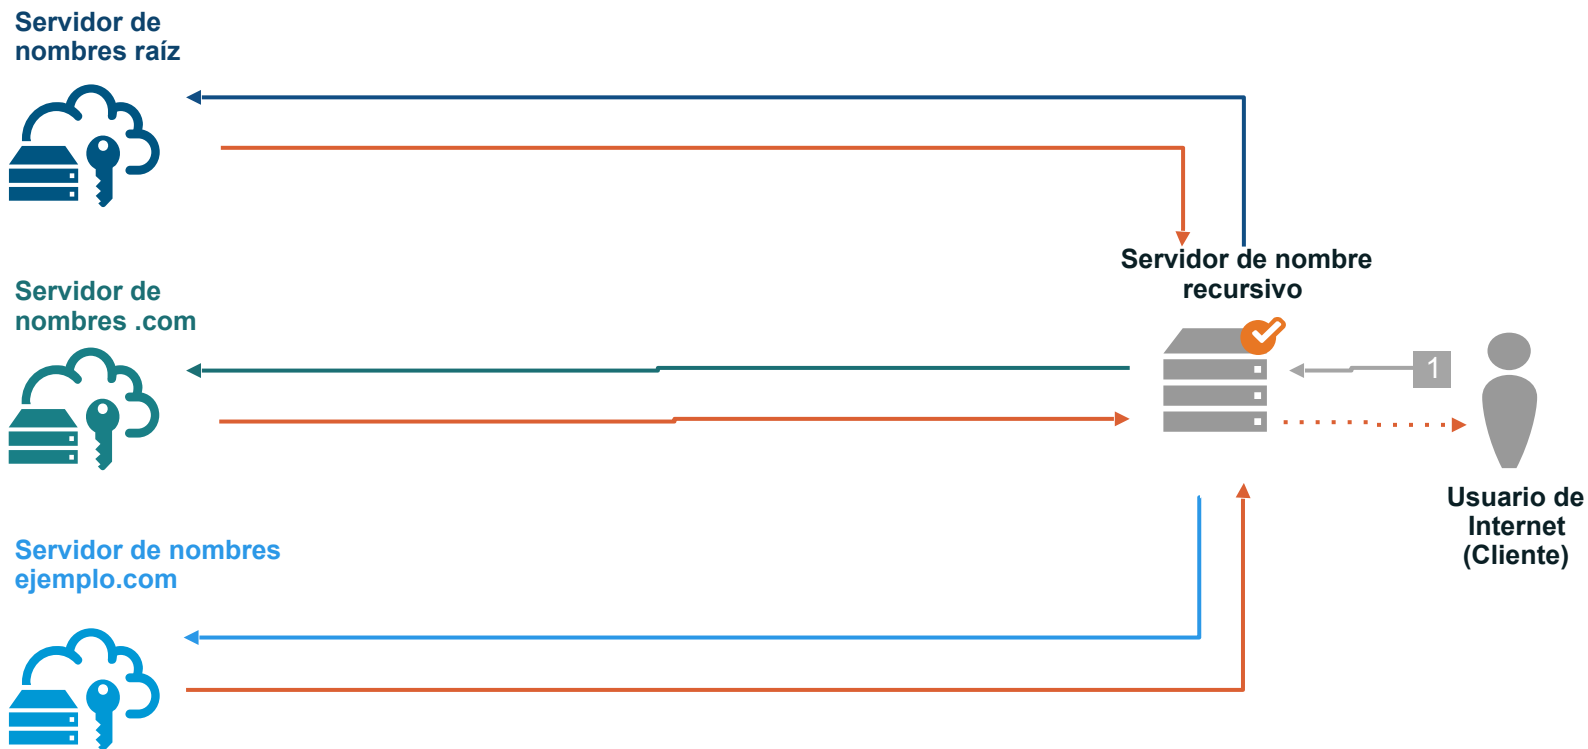 Servidor de
nombres raíz
Servidor de nombre
recursivo
Servidor de
nombres .com
1
Usuario de
Internet
(Cliente)
Servidor de nombres
ejemplo.com